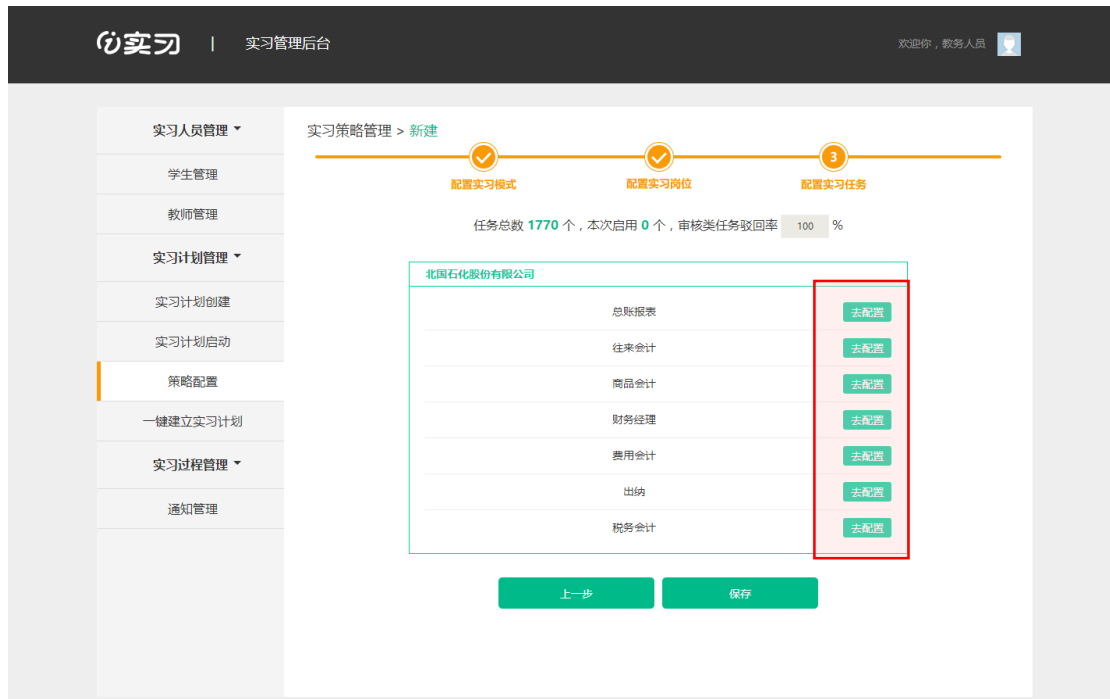 i实习 | 实习管理后台
欢迎你，教务人员
实习人员管理
学生管理
教师管理
实习计划管理
实习计划创建
实习计划启动
策略配置
一键建立实习计划
实习过程管理
通知管理
实习策略管理 > 新建
3
配置实习模式
配置实习岗位
配置实习任务
任务总数 1770 个，本次启用 0 个，审核类任务驳回率 100 %
北国石化股份有限公司
总账报表 去配置
往来会计 去配置
商品会计 去配置
财务经理 去配置
费用会计 去配置
出纳 去配置
税务会计 去配置
上一步
保存